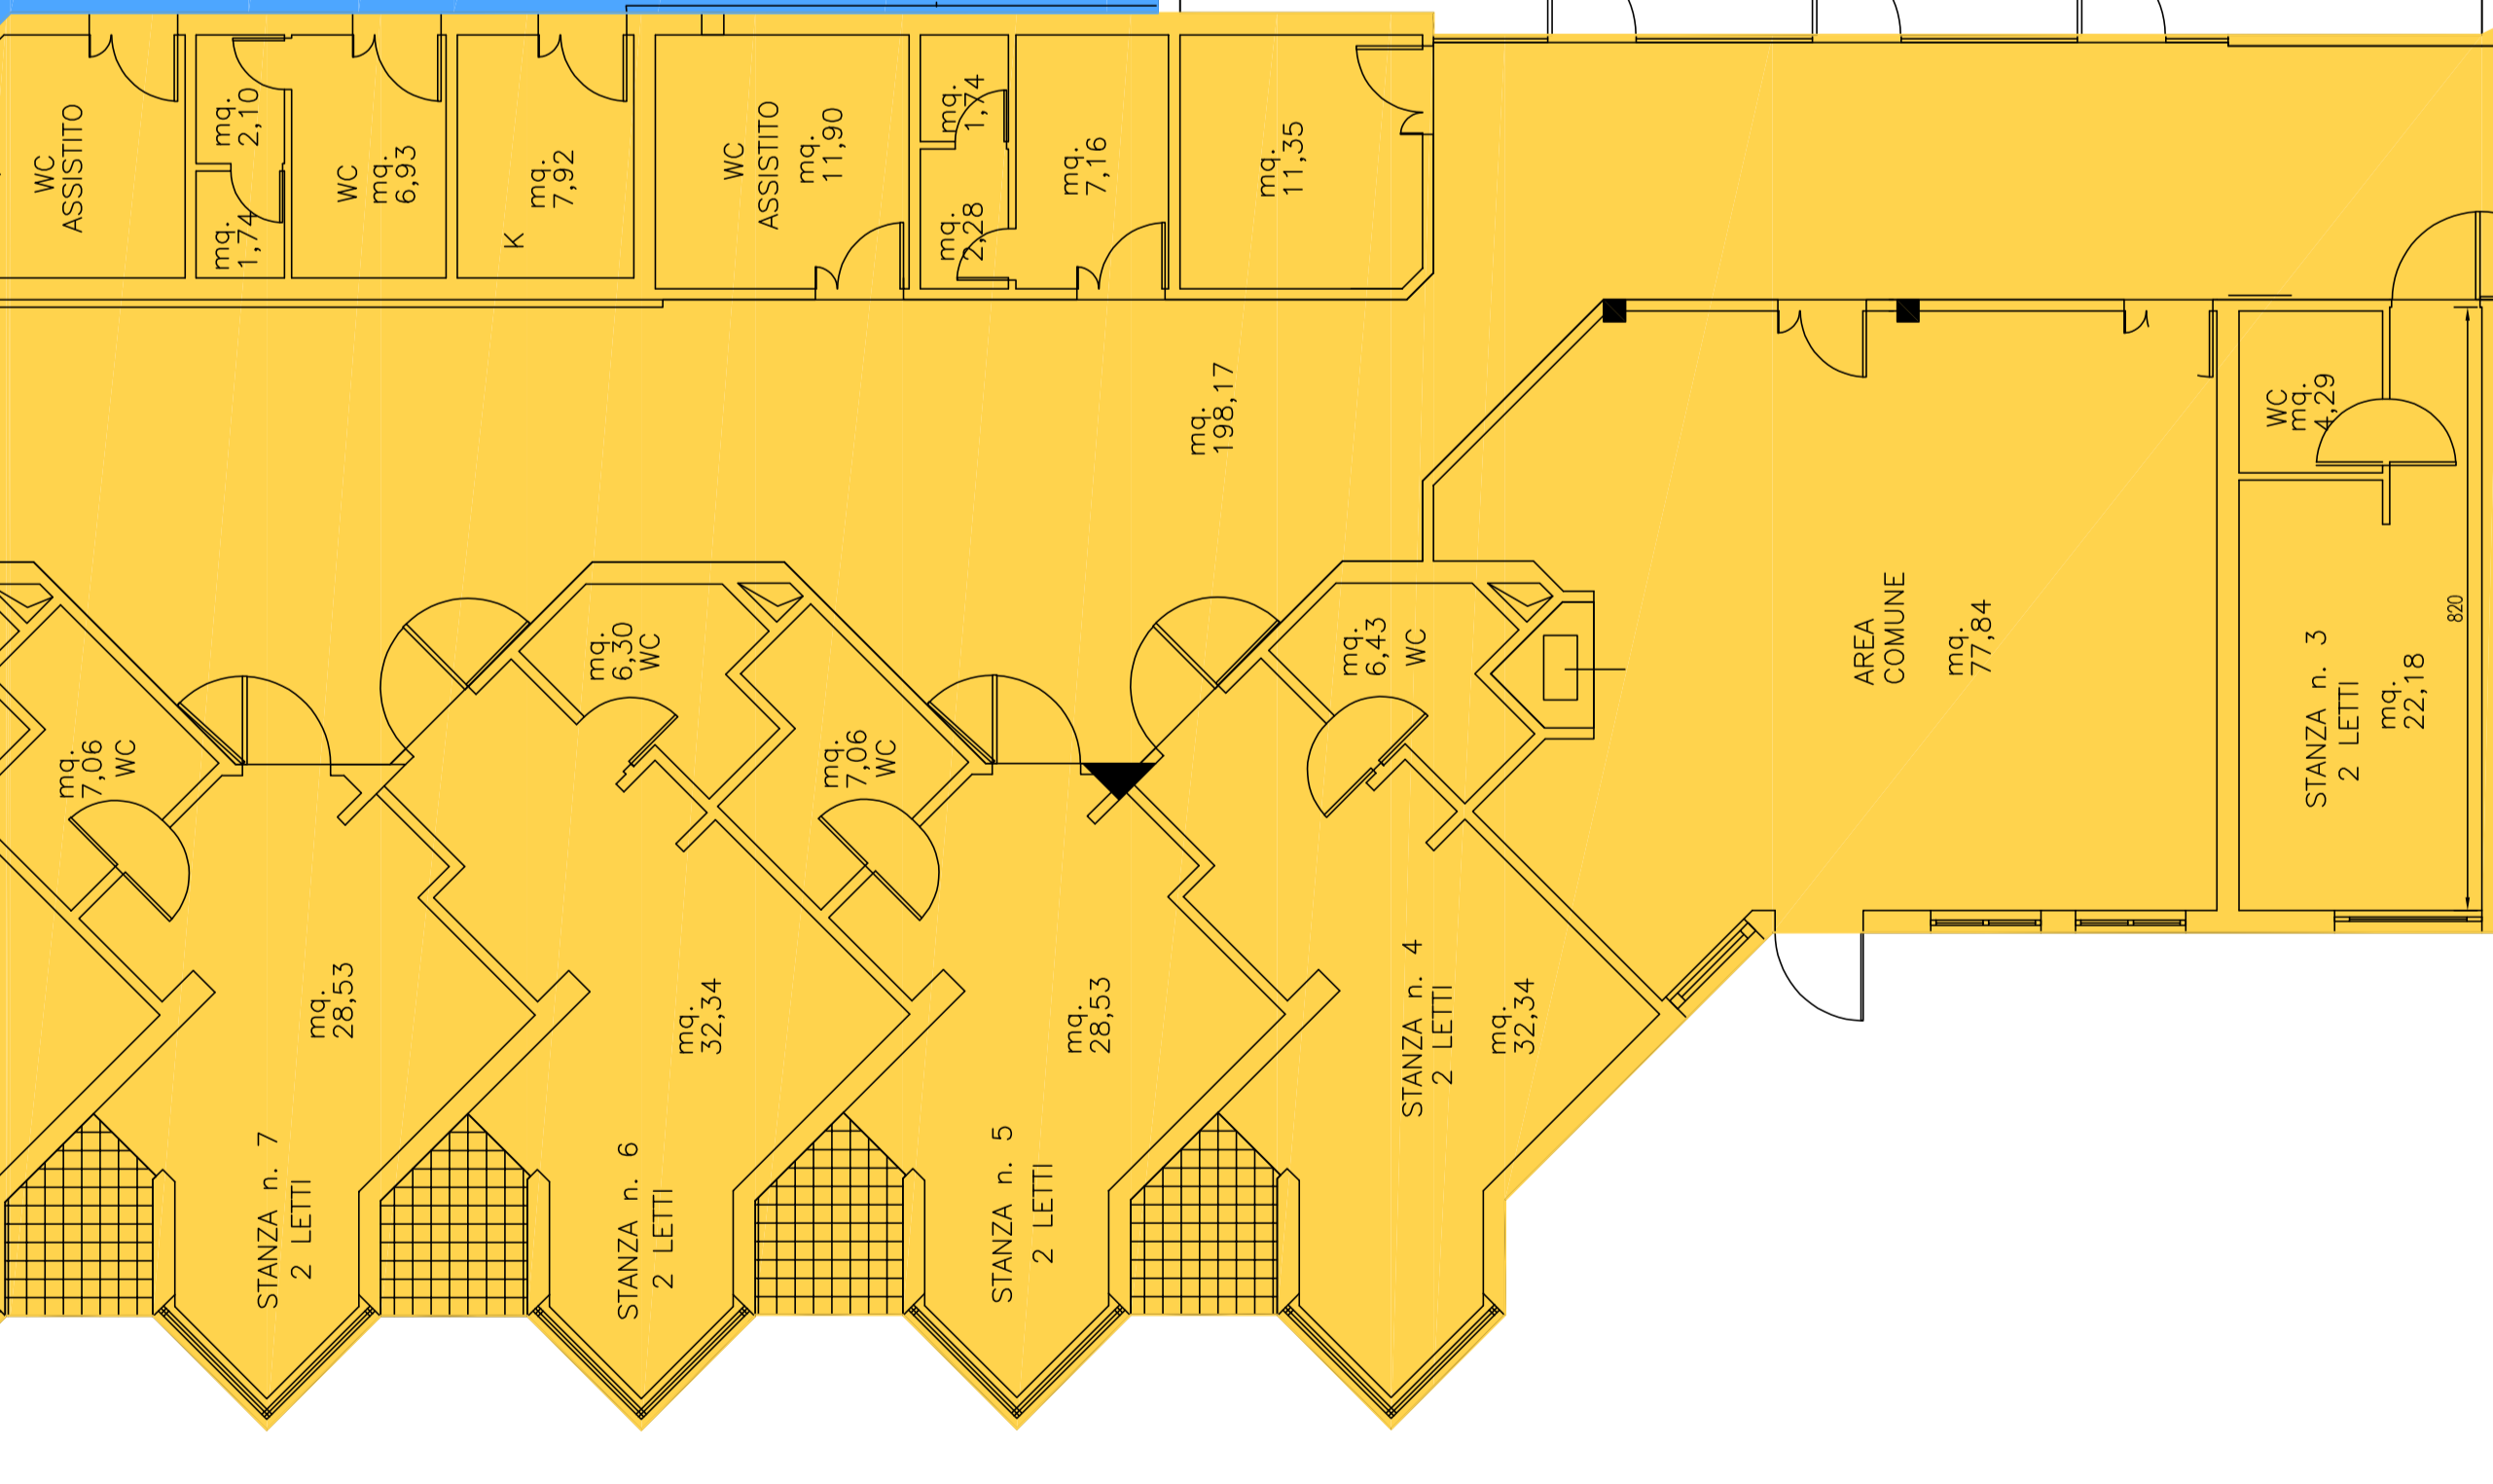 WC
ASSISTITO
mq.
2,10
mq.
1,74
WC
mq.
6,93
mq.
7,92
K
WC
ASSISTITO
mq.
11,90
mq.
1,74
mq.
2,28
mq.
7,16
mq.
11,35
mq.
198,17
WC
mq.
4,29
mq.
7,06
WC
mq.
6,30
WC
mq.
7,06
WC
mq.
6,43
WC
AREA
COMUNE
mq.
77,84
STANZA n. 3
2 LETTI
mq.
22,18
820
STANZA n. 7
2 LETTI
mq.
28,53
STANZA n. 6
2 LETTI
mq.
32,34
STANZA n. 5
2 LETTI
mq.
28,53
STANZA n. 4
2 LETTI
mq.
32,34